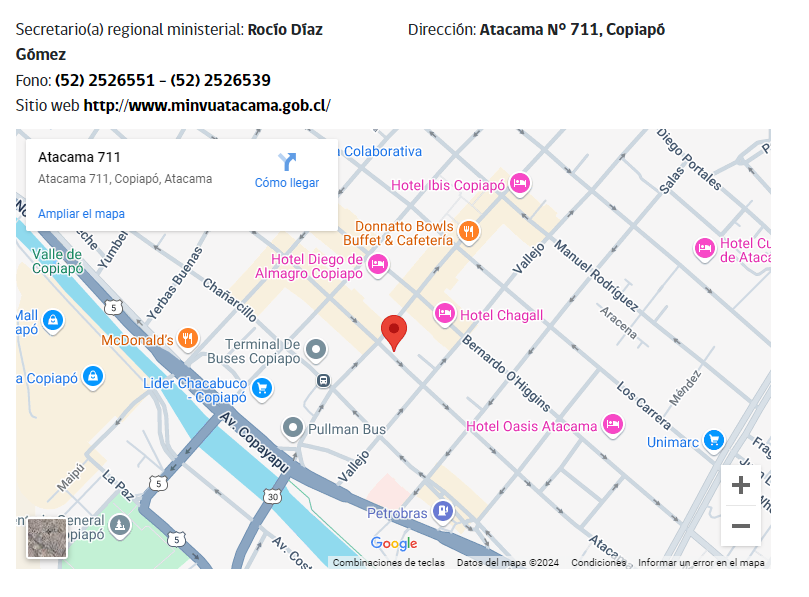 Secretario(a) regional ministerial: Rocío Díaz
Gómez
Fono: (52) 2526551 – (52) 2526539
Sitio web http://www.minvuatacama.gob.cl/
Dirección: Atacama Nº 711, Copiapó
Atacama 711
Atacama 711, Copiapó, Atacama
Cómo llegar
Ampliar el mapa
Colaborativa
Diego Portales
Salas
Hotel Ibis Copiapó
Donnatto Bowls
Buffet & Cafetería
Hotel Cu
de Ataca
Yumbel
Valle de
Copiapó
Yerbas Buenas
Hotel Diego de
Almagro Copiapo
Vallejo
Manuel Rodríguez
Chañarcillo
5
Mall
apó
Hotel Chagall
Aracena
McDonald's
Terminal De
Buses Copiapo
Bernardo O'Higgins
a Copiapó
Lider Chacabuco
- Copiapó
Los Carrera
Méndez
Av. Copayapu
Pullman Bus
Hotel Oasis Atacama
Unimarc
Maipú
La Paz
Vallejo
5
30
Petrobras
General
opiapó
5
Av. Cos
Atacama
Google
Combinaciones de teclas
Datos del mapa ©2024
Condiciones
Informar un error en el mapa